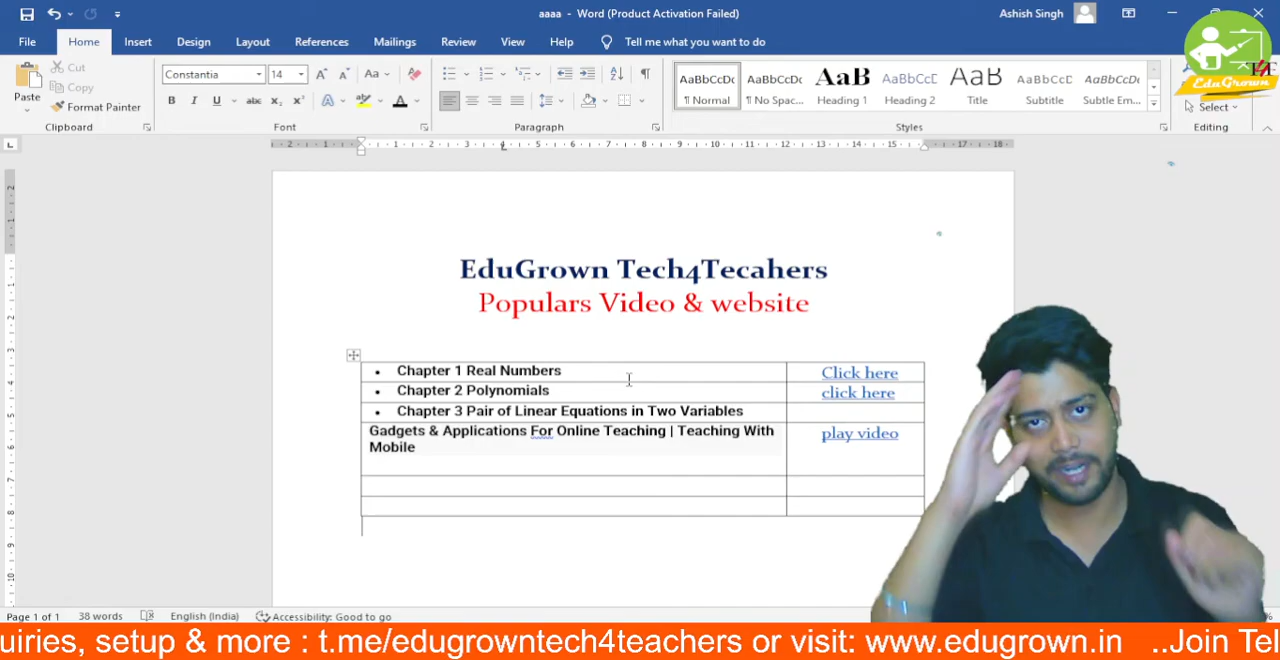 aaaa - Word (Product Activation Failed)
Ashish Singh
File Home Insert Design Layout References Mailings Review View Help Tell me what you want to do
Paste
Cut
Copy
Format Painter
Clipboard
Constantia 14
Font
Paragraph
AaBbCcDc AaBbCcDc AaB AaBbCcD AaB AaBbCcD AaBbCcDc
¶ Normal ¶ No Spac... Heading 1 Heading 2 Title Subtitle Subtle Em...
Styles
Select
Editing
EduGrown
EduGrown Tech4Tecahers
Populars Video & website
• Chapter 1 Real Numbers Click here
• Chapter 2 Polynomials click here
• Chapter 3 Pair of Linear Equations in Two Variables
Gadgets & Applications For Online Teaching | Teaching With
Mobile
play video
Page 1 of 1 38 words English (India) Accessibility: Good to go
uiries, setup & more : t.me/edugrowntech4teachers or visit: www.edugrown.in ..Join Tel